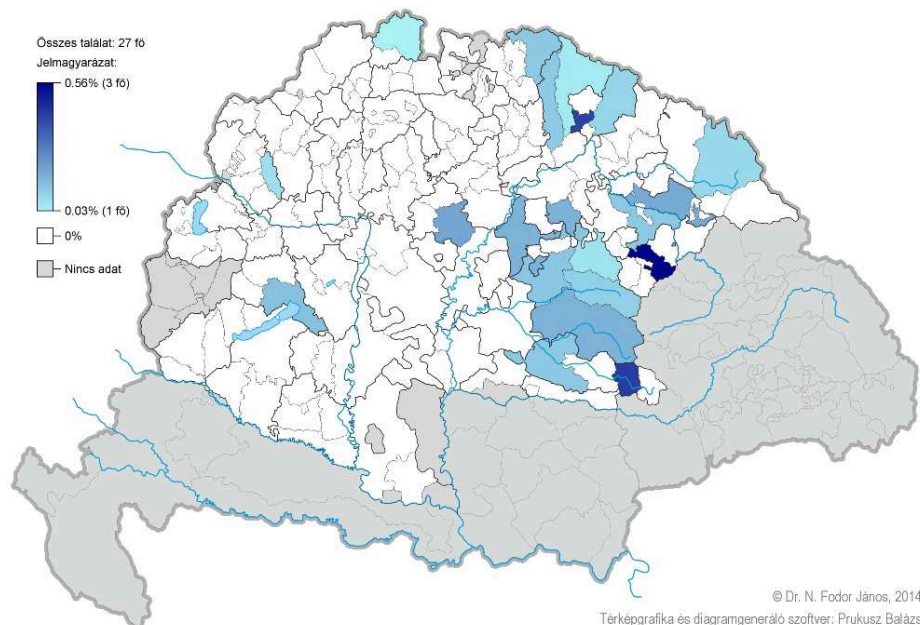 Összes találat: 27 fő
Jelmagyarázat:
0.56% (3 fő)
0.03% (1 fő)
0%
Nincs adat
© Dr. N. Fodor János, 2014
Térképgrafika és diagramgeneráló szoftver: Prukusz Balázs